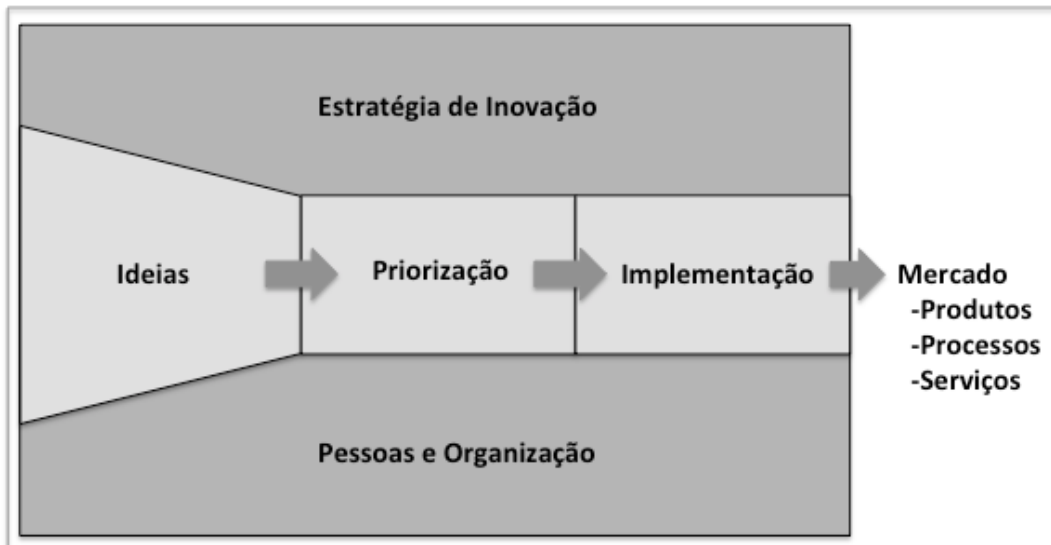 Estratégia de Inovação
Ideias
Priorização
Implementação
Mercado
-Produtos
-Processos
-Serviços
Pessoas e Organização